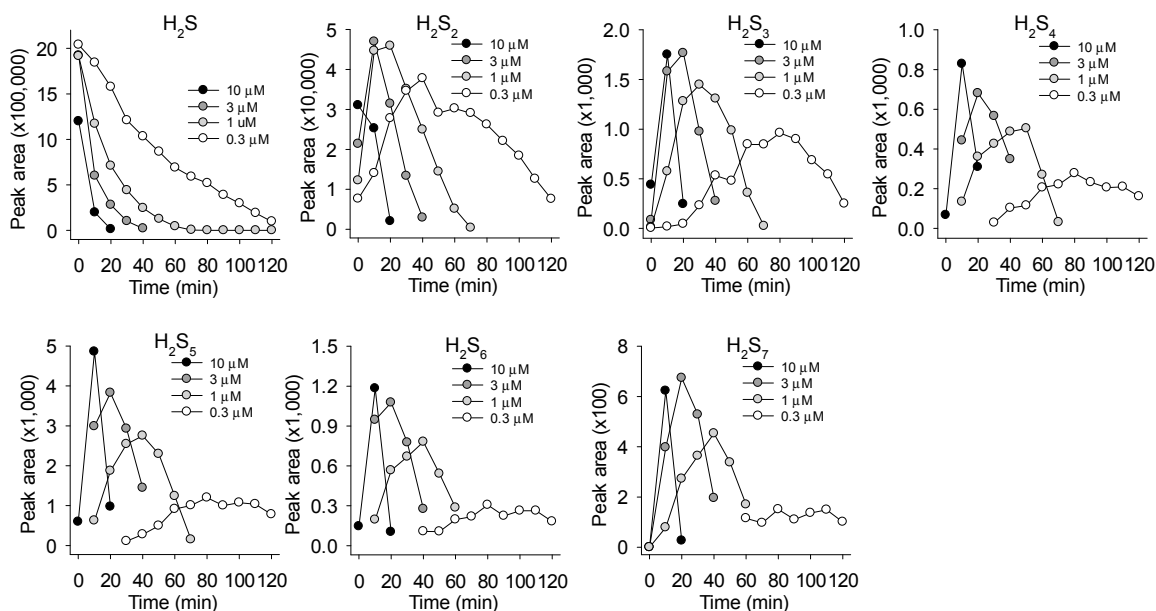 H2S
Peak area (x100,000)
20
15
10
5
0
10 µM
3 µM
1 uM
0.3 µM
0 20 40 60 80 100 120
Time (min)
H2S2
Peak area (x10,000)
5
4
3
2
1
0
10 µM
3 µM
1 µM
0.3 µM
0 20 40 60 80 100 120
Time (min)
H2S3
Peak area (x1,000)
2.0
1.5
1.0
0.5
0.0
10 µM
3 µM
1 µM
0.3 µM
0 20 40 60 80 100 120
Time (min)
H2S4
Peak area (x1,000)
1.0
0.8
0.6
0.4
0.2
0.0
10 µM
3 µM
1 µM
0.3 µM
0 20 40 60 80 100 120
Time (min)
H2S5
Peak area (x1,000)
5
4
3
2
1
0
10 µM
3 µM
1 µM
0.3 µM
0 20 40 60 80 100 120
Time (min)
H2S6
Peak area (x1,000)
1.5
1.2
0.9
0.6
0.3
0.0
10 µM
3 µM
1 µM
0.3 µM
0 20 40 60 80 100 120
Time (min)
H2S7
Peak area (x100)
8
6
4
2
0
10 µM
3 µM
1 µM
0.3 µM
0 20 40 60 80 100 120
Time (min)